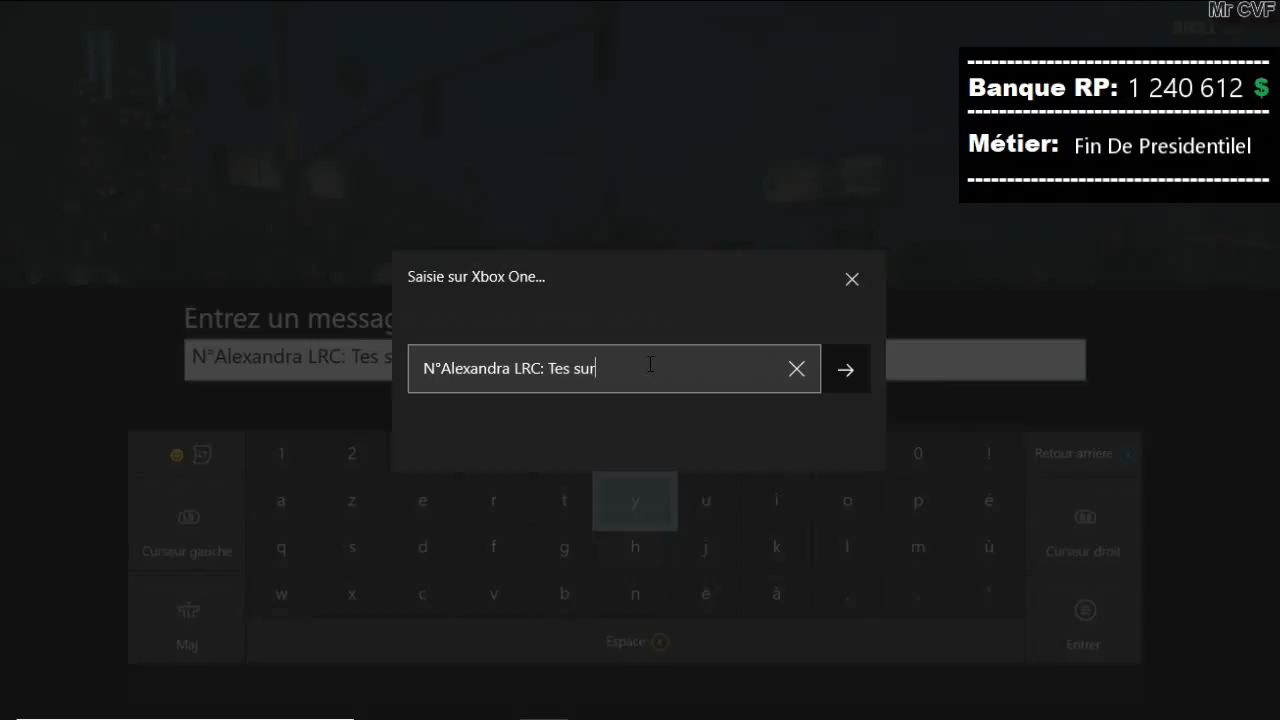 Mr CVF
Banque RP: 1 240 612 $
Métier: Fin De Presidentilel
Saisie sur Xbox One...
Entrez un messag
N°Alexandra LRC: Tes s
N°Alexandra LRC: Tes sur
1 2 0 ! Retour arrière
a z e r t y u i o p é
Curseur gauche
q s d f g h j k l m ù
Curseur droit
w x c v b n è à , . '
Maj
Espace
Entrer